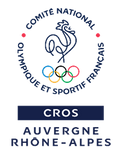 COMITÉ NATIONAL
OLYMPIQUE ET SPORTIF FRANÇAIS
CROS
AUVERGNE
RHÔNE-ALPES